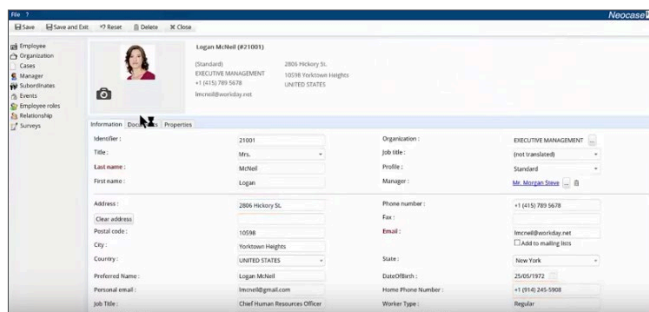 File ?
Neocase
Save Save and Exit Reset Delete Close
Employee
Organization
Cases
Manager
Subordinates
Events
Employee roles
Relationship
Surveys
Logan McNeil (#21001)
(Standard) 2806 Hickory St.
EXECUTIVE MANAGEMENT 10598 Yorktown Heights
+1 (415) 789 5678 UNITED STATES
lmcneil@workday.net
Information Properties
Identifier : 21001 Organization : EXECUTIVE MANAGEMENT ...
Title : Mrs. Job title : (not translated)
Last name : McNeil Profile : Standard
First name : Logan Manager : Mr. Morgan Steve ...
Address : 2806 Hickory St. Phone number : +1 (415) 789 5678
Clear address Fax :
Postal code : 10598 Email : lmcneil@workday.net
Add to mailing lists
City : Yorktown Heights
Country : UNITED STATES State : New York
Preferred Name : Logan McNeil DateOfBirth : 25/05/1972
Personal email : lmcneil@gmail.com Home Phone Number : +1 (914) 245-5908
Job Title : Chief Human Resources Officer Worker Type : Regular